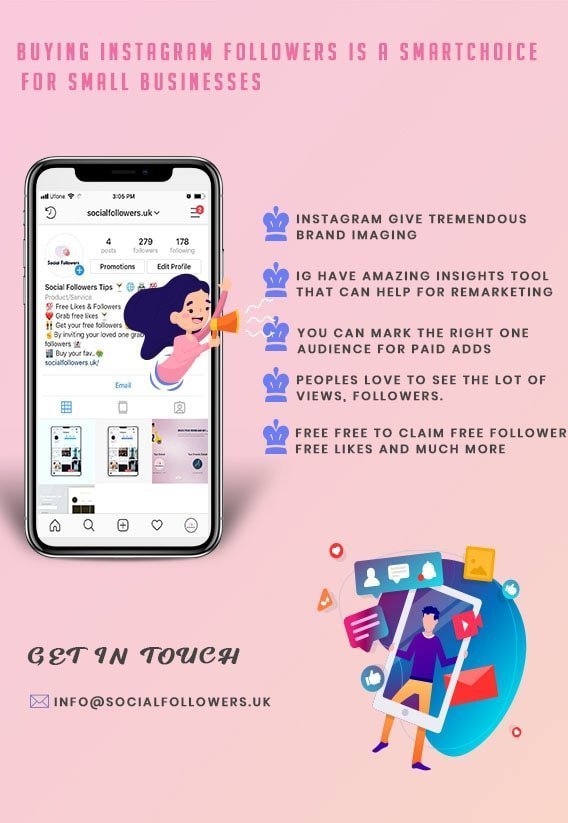 BUYING INSTAGRAM FOLLOWERS IS A SMARTCHOICE
FOR SMALL BUSINESSES
Ufone
3:05 PM
socialfollowers.uk
2
Social Followers
4
279
178
posts
followers
following
Promotions
Edit Profile
Social Followers Tips
Product/Service
💯 Free Likes & Followers
❤️ Grab free likes
👯 Get your free followers
By inviting your loved one
followers
Buy your fav..
socialfollowers.uk/
Email
INSTAGRAM GIVE TREMENDOUS
BRAND IMAGING
IG HAVE AMAZING INSIGHTS TOOL
THAT CAN HELP FOR REMARKETING
YOU CAN MARK THE RIGHT ONE
AUDIENCE FOR PAID ADDS
PEOPLES LOVE TO SEE THE LOT OF
VIEWS, FOLLOWERS.
FREE FREE TO CLAIM FREE FOLLOWER
FREE LIKES AND MUCH MORE
GET IN TOUCH
INFO@SOCIALFOLLOWERS.UK